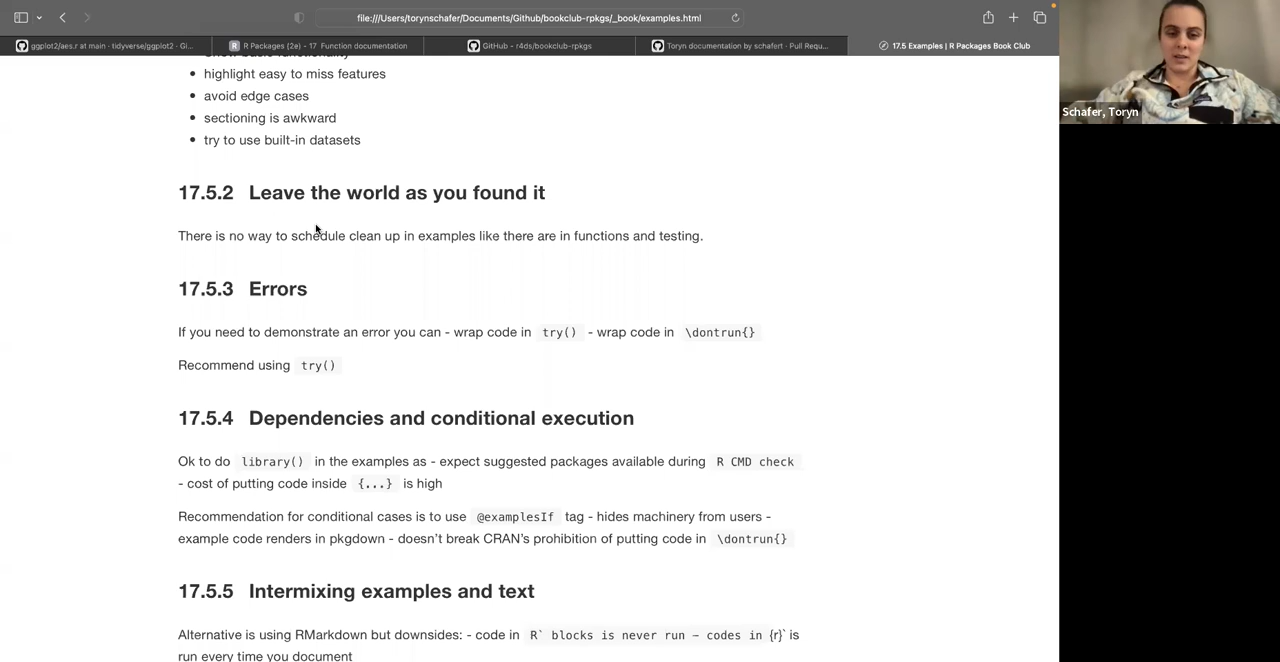 file:///Users/torynschafer/Documents/Github/bookclub-rpkgs/_book/examples.html
ggplot2/aes.r at main · tidyverse/ggplot2 · Gi...
R Packages (2e) - 17 Function documentation
GitHub - r4ds/bookclub-rpkgs
Toryn documentation by schafert · Pull Requ...
17.5 Examples | R Packages Book Club
Schafer, Toryn
highlight easy to miss features
avoid edge cases
sectioning is awkward
try to use built-in datasets
17.5.2 Leave the world as you found it
There is no way to schedule clean up in examples like there are in functions and testing.
17.5.3 Errors
If you need to demonstrate an error you can - wrap code in try() - wrap code in \dontrun{}
Recommend using try()
17.5.4 Dependencies and conditional execution
Ok to do library() in the examples as - expect suggested packages available during R CMD check
- cost of putting code inside {...} is high
Recommendation for conditional cases is to use @examplesIf tag - hides machinery from users -
example code renders in pkgdown - doesn't break CRAN's prohibition of putting code in \dontrun{}
17.5.5 Intermixing examples and text
Alternative is using RMarkdown but downsides: - code in R` blocks is never run – codes in {r}` is
run every time you document